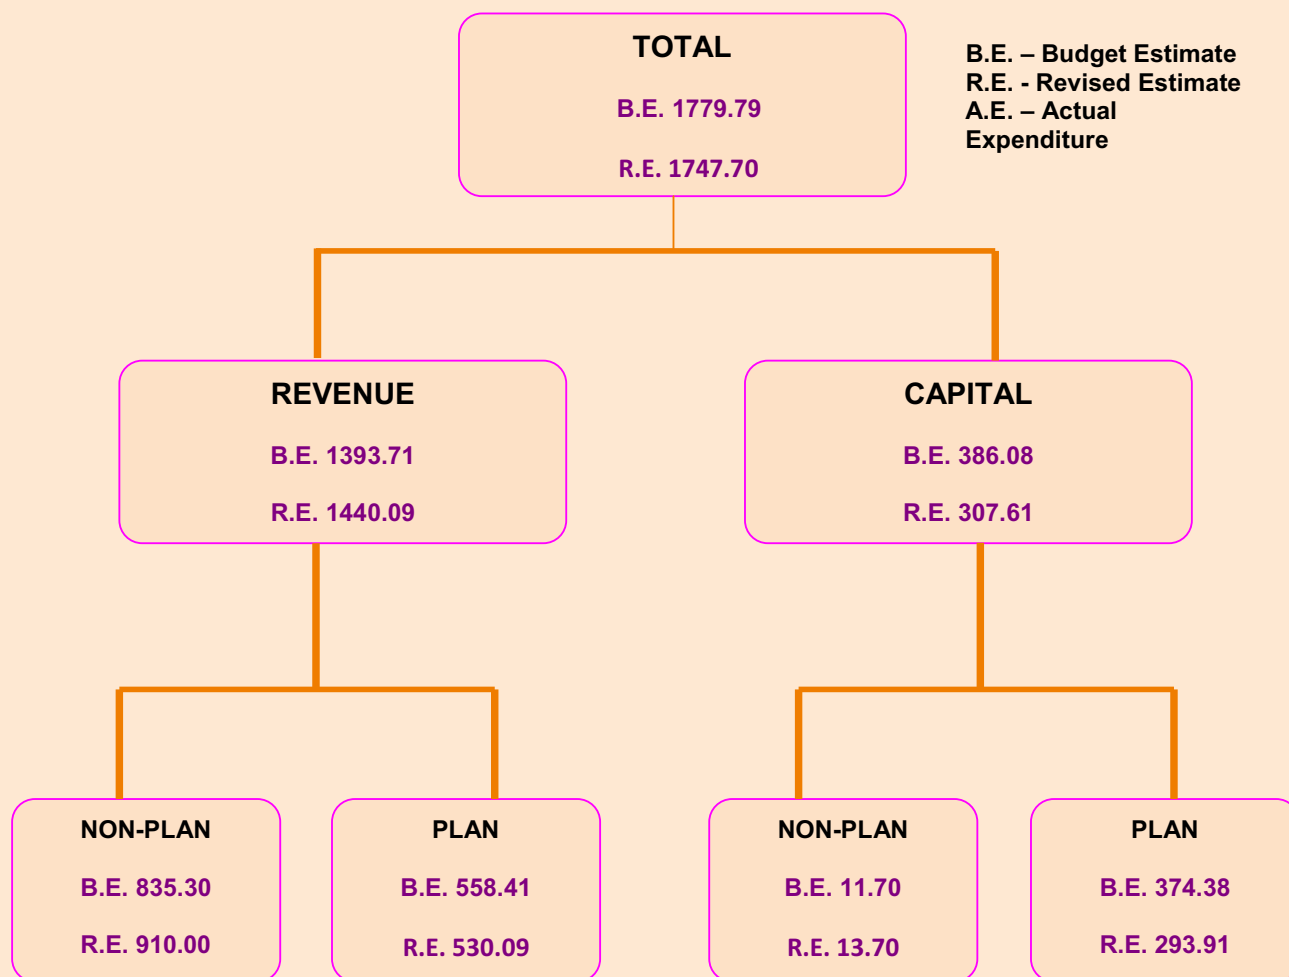 TOTAL
B.E. 1779.79
R.E. 1747.70
B.E. – Budget Estimate
R.E. - Revised Estimate
A.E. – Actual
Expenditure
REVENUE
B.E. 1393.71
R.E. 1440.09
CAPITAL
B.E. 386.08
R.E. 307.61
NON-PLAN
B.E. 835.30
R.E. 910.00
PLAN
B.E. 558.41
R.E. 530.09
NON-PLAN
B.E. 11.70
R.E. 13.70
PLAN
B.E. 374.38
R.E. 293.91